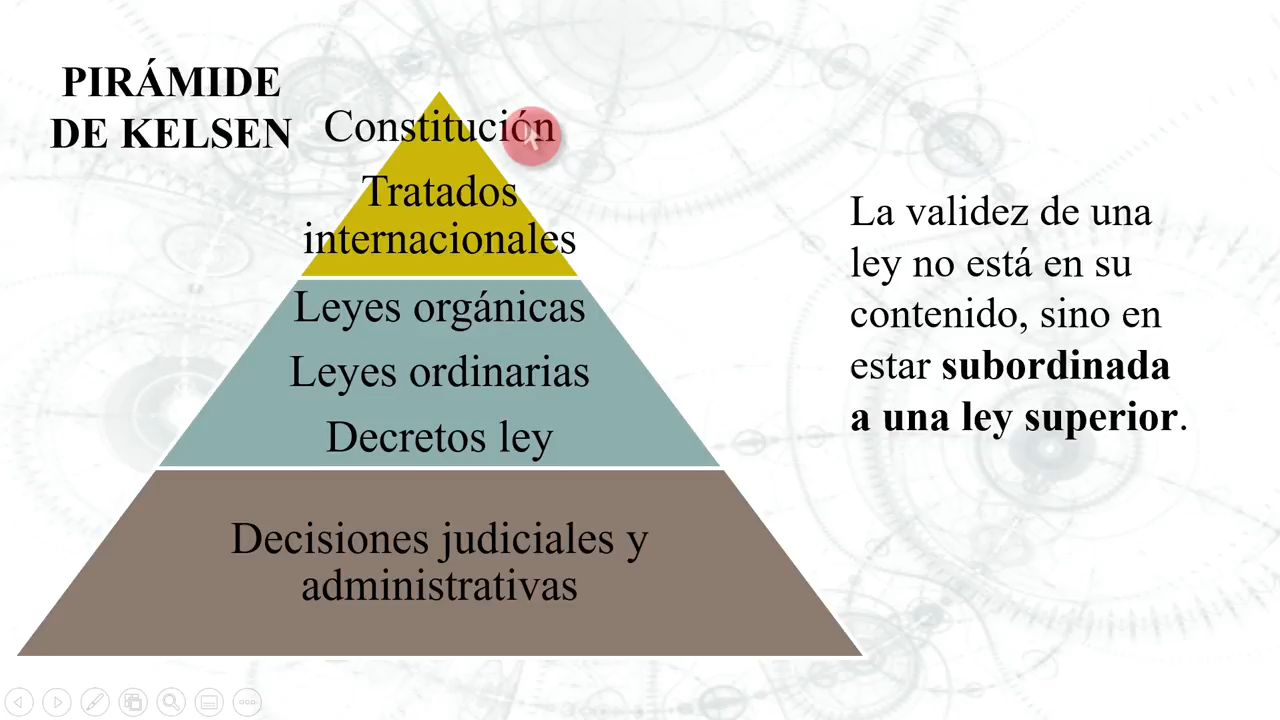 PIRÁMIDE
DE KELSEN
Constitución
Tratados
internacionales
Leyes orgánicas
Leyes ordinarias
Decretos ley
Decisiones judiciales y
administrativas
La validez de una
ley no está en su
contenido, sino en
estar subordinada
a una ley superior.